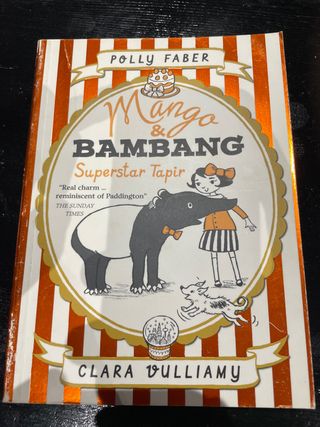 POLLY FABER
Mango
&
BAMBANG
Superstar Tapir
"Real charm ...
reminiscent of Paddington"
THE SUNDAY
TIMES
CLARA VULLIAMY